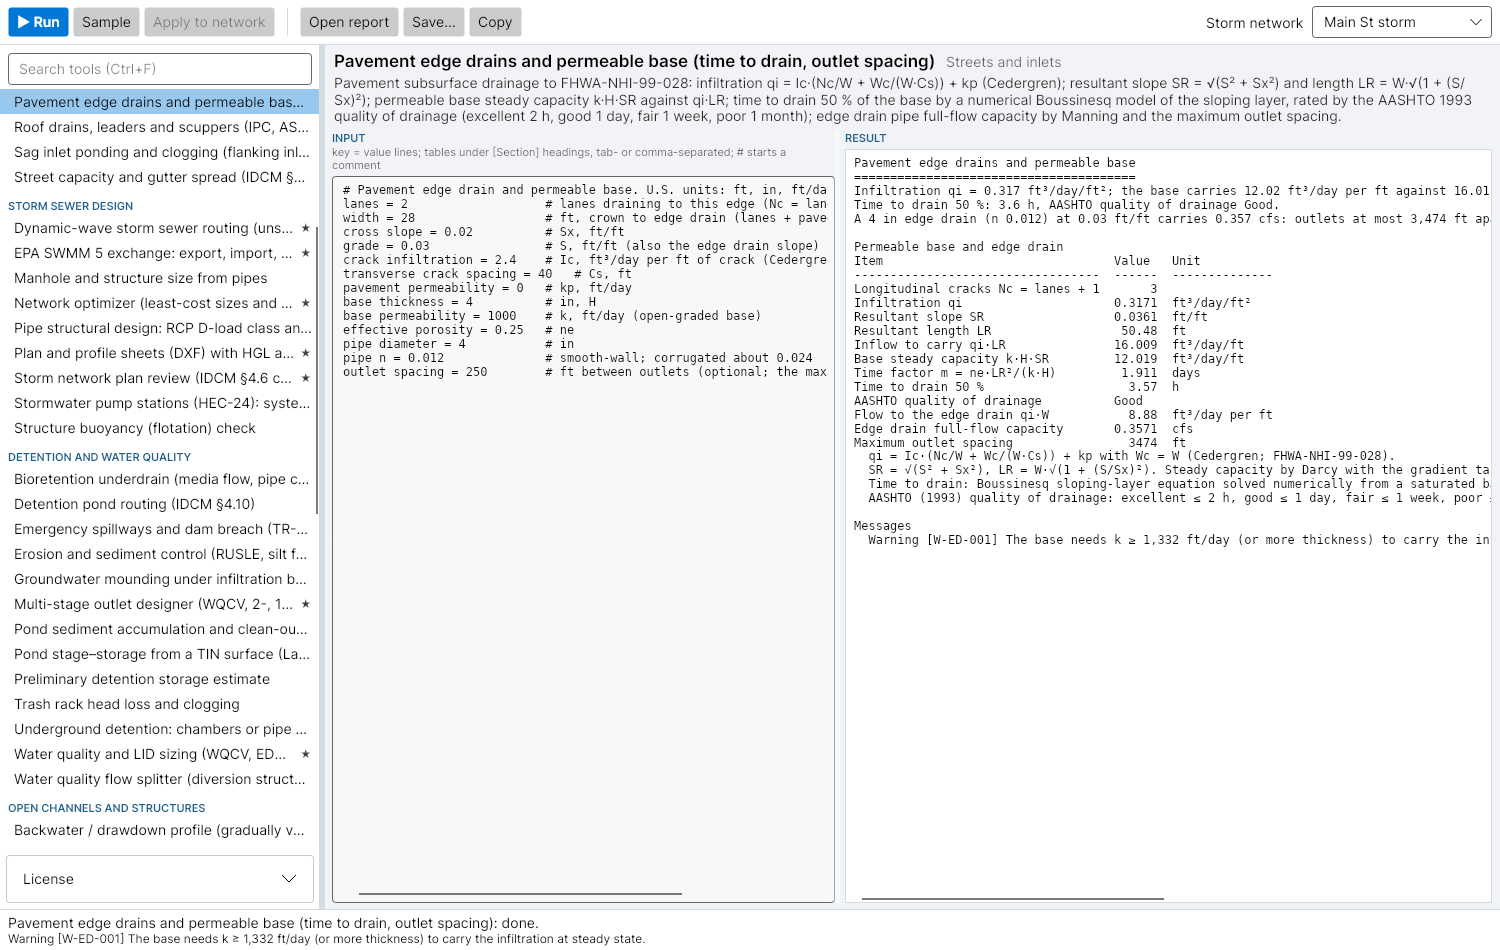 ▶ Run
Sample
Apply to network
Open report
Save...
Copy
Storm network
Main St storm
Search tools (Ctrl+F)
Pavement edge drains and permeable bas...
Roof drains, leaders and scuppers (IPC, AS...
Sag inlet ponding and clogging (flanking inl...
Street capacity and gutter spread (IDCM §...
STORM SEWER DESIGN
Dynamic-wave storm sewer routing (uns... ★
EPA SWMM 5 exchange: export, import, ... ★
Manhole and structure size from pipes
Network optimizer (least-cost sizes and ... ★
Pipe structural design: RCP D-load class an...
Plan and profile sheets (DXF) with HGL a... ★
Storm network plan review (IDCM §4.6 c... ★
Stormwater pump stations (HEC-24): syste...
Structure buoyancy (flotation) check
DETENTION AND WATER QUALITY
Bioretention underdrain (media flow, pipe c...
Detention pond routing (IDCM §4.10)
Emergency spillways and dam breach (TR-...
Erosion and sediment control (RUSLE, silt f...
Groundwater mounding under infiltration b...
Multi-stage outlet designer (WQCV, 2-, 1... ★
Pond sediment accumulation and clean-ou...
Pond stage–storage from a TIN surface (La...
Preliminary detention storage estimate
Trash rack head loss and clogging
Underground detention: chambers or pipe ...
Water quality and LID sizing (WQCV, ED... ★
Water quality flow splitter (diversion struct...
OPEN CHANNELS AND STRUCTURES
Backwater / drawdown profile (gradually v...
License
Pavement edge drains and permeable base (time to drain, outlet spacing) Streets and inlets
Pavement subsurface drainage to FHWA-NHI-99-028: infiltration qi = Ic·(Nc/W + Wc/(W·Cs)) + kp (Cedergren); resultant slope SR = √(S² + Sx²) and length LR = W·√(1 + (S/
Sx)²); permeable base steady capacity k·H·SR against qi·LR; time to drain 50 % of the base by a numerical Boussinesq model of the sloping layer, rated by the AASHTO 1993
quality of drainage (excellent 2 h, good 1 day, fair 1 week, poor 1 month); edge drain pipe full-flow capacity by Manning and the maximum outlet spacing.
INPUT
key = value lines; tables under [Section] headings, tab- or comma-separated; # starts a
comment
# Pavement edge drain and permeable base. U.S. units: ft, in, ft/da
lanes = 2 # lanes draining to this edge (Nc = lan
width = 28 # ft, crown to edge drain (lanes + pave
cross slope = 0.02 # Sx, ft/ft
grade = 0.03 # S, ft/ft (also the edge drain slope)
crack infiltration = 2.4 # Ic, ft³/day per ft of crack (Cedergre
transverse crack spacing = 40 # Cs, ft
pavement permeability = 0 # kp, ft/day
base thickness = 4 # in, H
base permeability = 1000 # k, ft/day (open-graded base)
effective porosity = 0.25 # ne
pipe diameter = 4 # in
pipe n = 0.012 # smooth-wall; corrugated about 0.024
outlet spacing = 250 # ft between outlets (optional; the max
RESULT
Pavement edge drains and permeable base
=======================================
Infiltration qi = 0.317 ft³/day/ft²; the base carries 12.02 ft³/day per ft against 16.01
Time to drain 50 %: 3.6 h, AASHTO quality of drainage Good.
A 4 in edge drain (n 0.012) at 0.03 ft/ft carries 0.357 cfs: outlets at most 3,474 ft ap
Permeable base and edge drain
Item Value Unit
---------------------------------- ------ --------------
Longitudinal cracks Nc = lanes + 1 3
Infiltration qi 0.3171 ft³/day/ft²
Resultant slope SR 0.0361 ft/ft
Resultant length LR 50.48 ft
Inflow to carry qi·LR 16.009 ft³/day/ft
Base steady capacity k·H·SR 12.019 ft³/day/ft
Time factor m = ne·LR²/(k·H) 1.911 days
Time to drain 50 % 3.57 h
AASHTO quality of drainage Good
Flow to the edge drain qi·W 8.88 ft³/day per ft
Edge drain full-flow capacity 0.3571 cfs
Maximum outlet spacing 3474 ft
qi = Ic·(Nc/W + Wc/(W·Cs)) + kp with Wc = W (Cedergren; FHWA-NHI-99-028).
SR = √(S² + Sx²), LR = W·√(1 + (S/Sx)²). Steady capacity by Darcy with the gradient ta
Time to drain: Boussinesq sloping-layer equation solved numerically from a saturated b
AASHTO (1993) quality of drainage: excellent ≤ 2 h, good ≤ 1 day, fair ≤ 1 week, poor ≤
Messages
Warning [W-ED-001] The base needs k ≥ 1,332 ft/day (or more thickness) to carry the in
Pavement edge drains and permeable base (time to drain, outlet spacing): done.
Warning [W-ED-001] The base needs k ≥ 1,332 ft/day (or more thickness) to carry the infiltration at steady state.